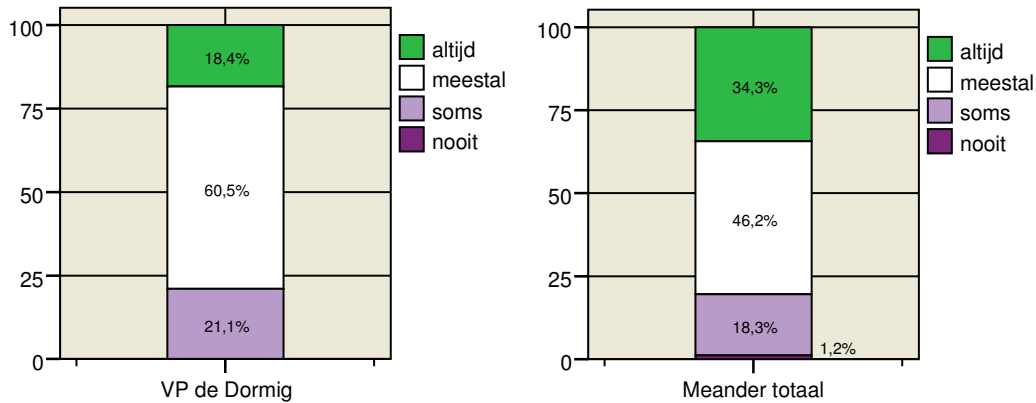 100
75
50
25
0
18,4%
60,5%
21,1%
VP de Dormig
altijd
meestal
soms
nooit
100
75
50
25
0
34,3%
46,2%
18,3%
1,2%
Meander totaal
altijd
meestal
soms
nooit